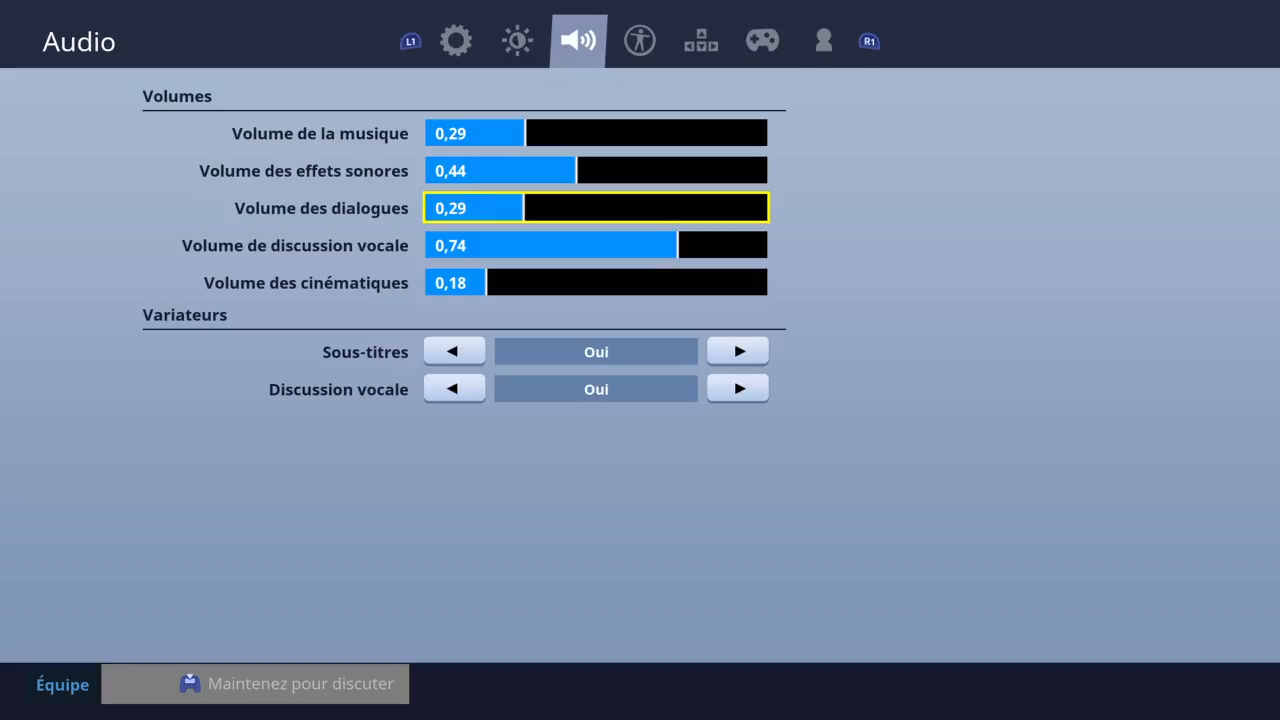 Audio
L1
R1
Volumes
Volume de la musique 0,29
Volume des effets sonores 0,44
Volume des dialogues 0,29
Volume de discussion vocale 0,74
Volume des cinématiques 0,18
Variateurs
Sous-titres Oui
Discussion vocale Oui
Équipe Maintenez pour discuter